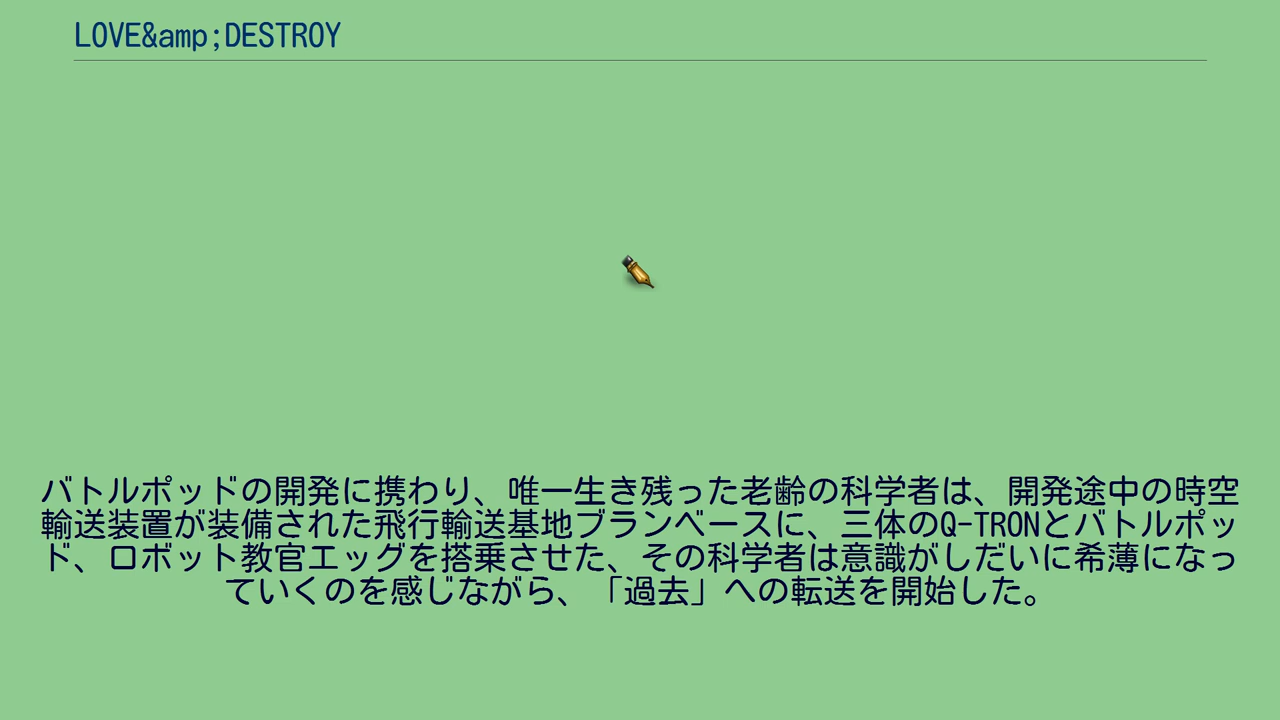 LOVE&amp;DESTROY
バトルポッドの開発に携わり、唯一生き残った老齢の科学者は、開発途中の時空
輸送装置が装備された飛行輸送基地ブランベースに、三体のQ-TRONとバトルポッ
ド、ロボット教官エッグを搭乗させた、その科学者は意識がしだいに希薄になっ
ていくのを感じながら、「過去」への転送を開始した。